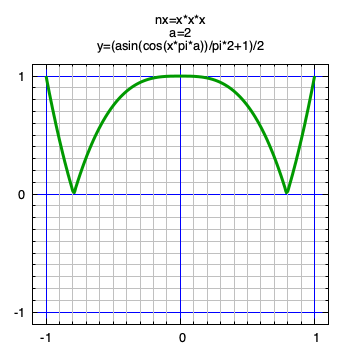 nx=x*x*x
a=2
y=(asin(cos(x*pi*a))/pi*2+1)/2
1
0
-1
-1 0 1